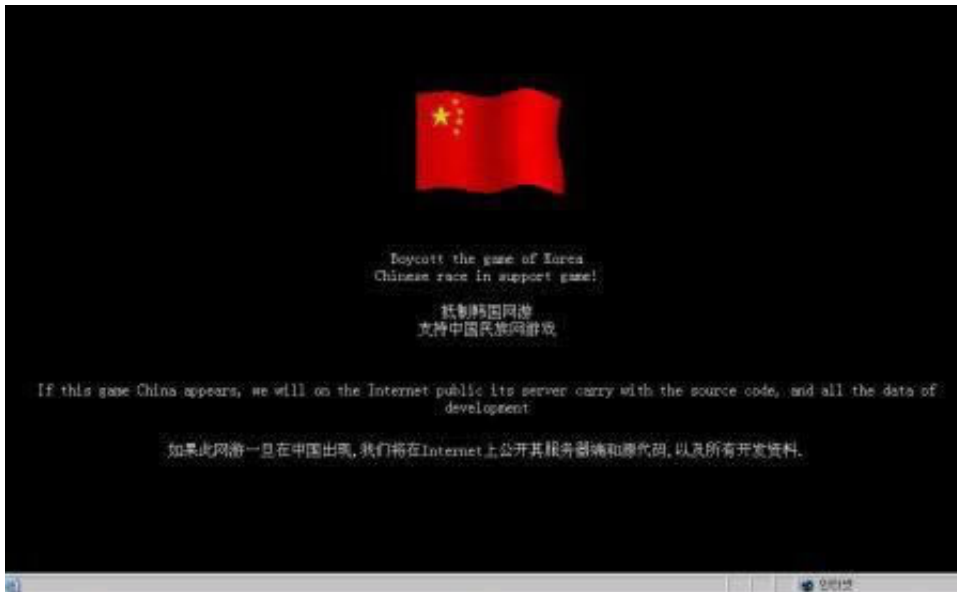 Boycott the game of Korea
Chinese race in support game!
抵制韩国网游
支持中国民族网游戏
If this game China appears, we will on the Internet public its server carry with the source code, and all the data of
development
如果此网游一旦在中国出现,我们将在Internet上公开其服务器端和源代码,以及所有开发资料.
인터넷